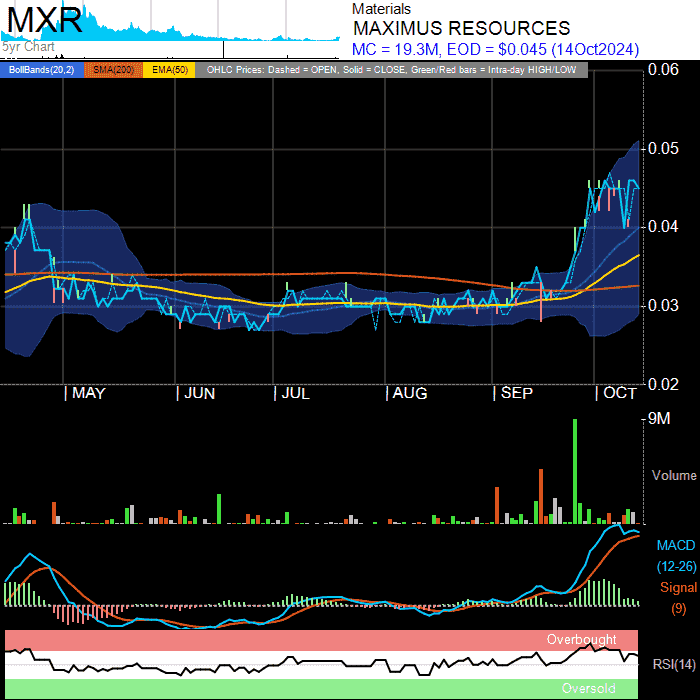 MXR
5yr Chart
Materials
MAXIMUS RESOURCES
MC = 19.3M, EOD = $0.045 (14Oct2024)
BollBands(20,2) SMA(200) EMA(50) OHLC Prices: Dashed = OPEN, Solid = CLOSE, Green/Red bars = Intra-day HIGH/LOW
0.06
0.05
0.04
0.03
0.02
| MAY | JUN | JUL | AUG | SEP | OCT
9M
Volume
MACD
(12-26)
Signal
(9)
Overbought
RSI(14)
Oversold